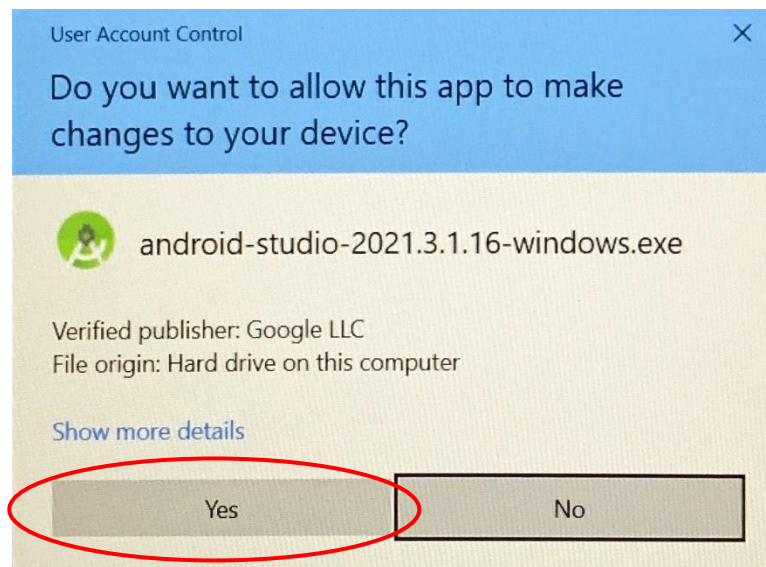 User Account Control
Do you want to allow this app to make
changes to your device?
android-studio-2021.3.1.16-windows.exe
Verified publisher: Google LLC
File origin: Hard drive on this computer
Show more details
Yes
No